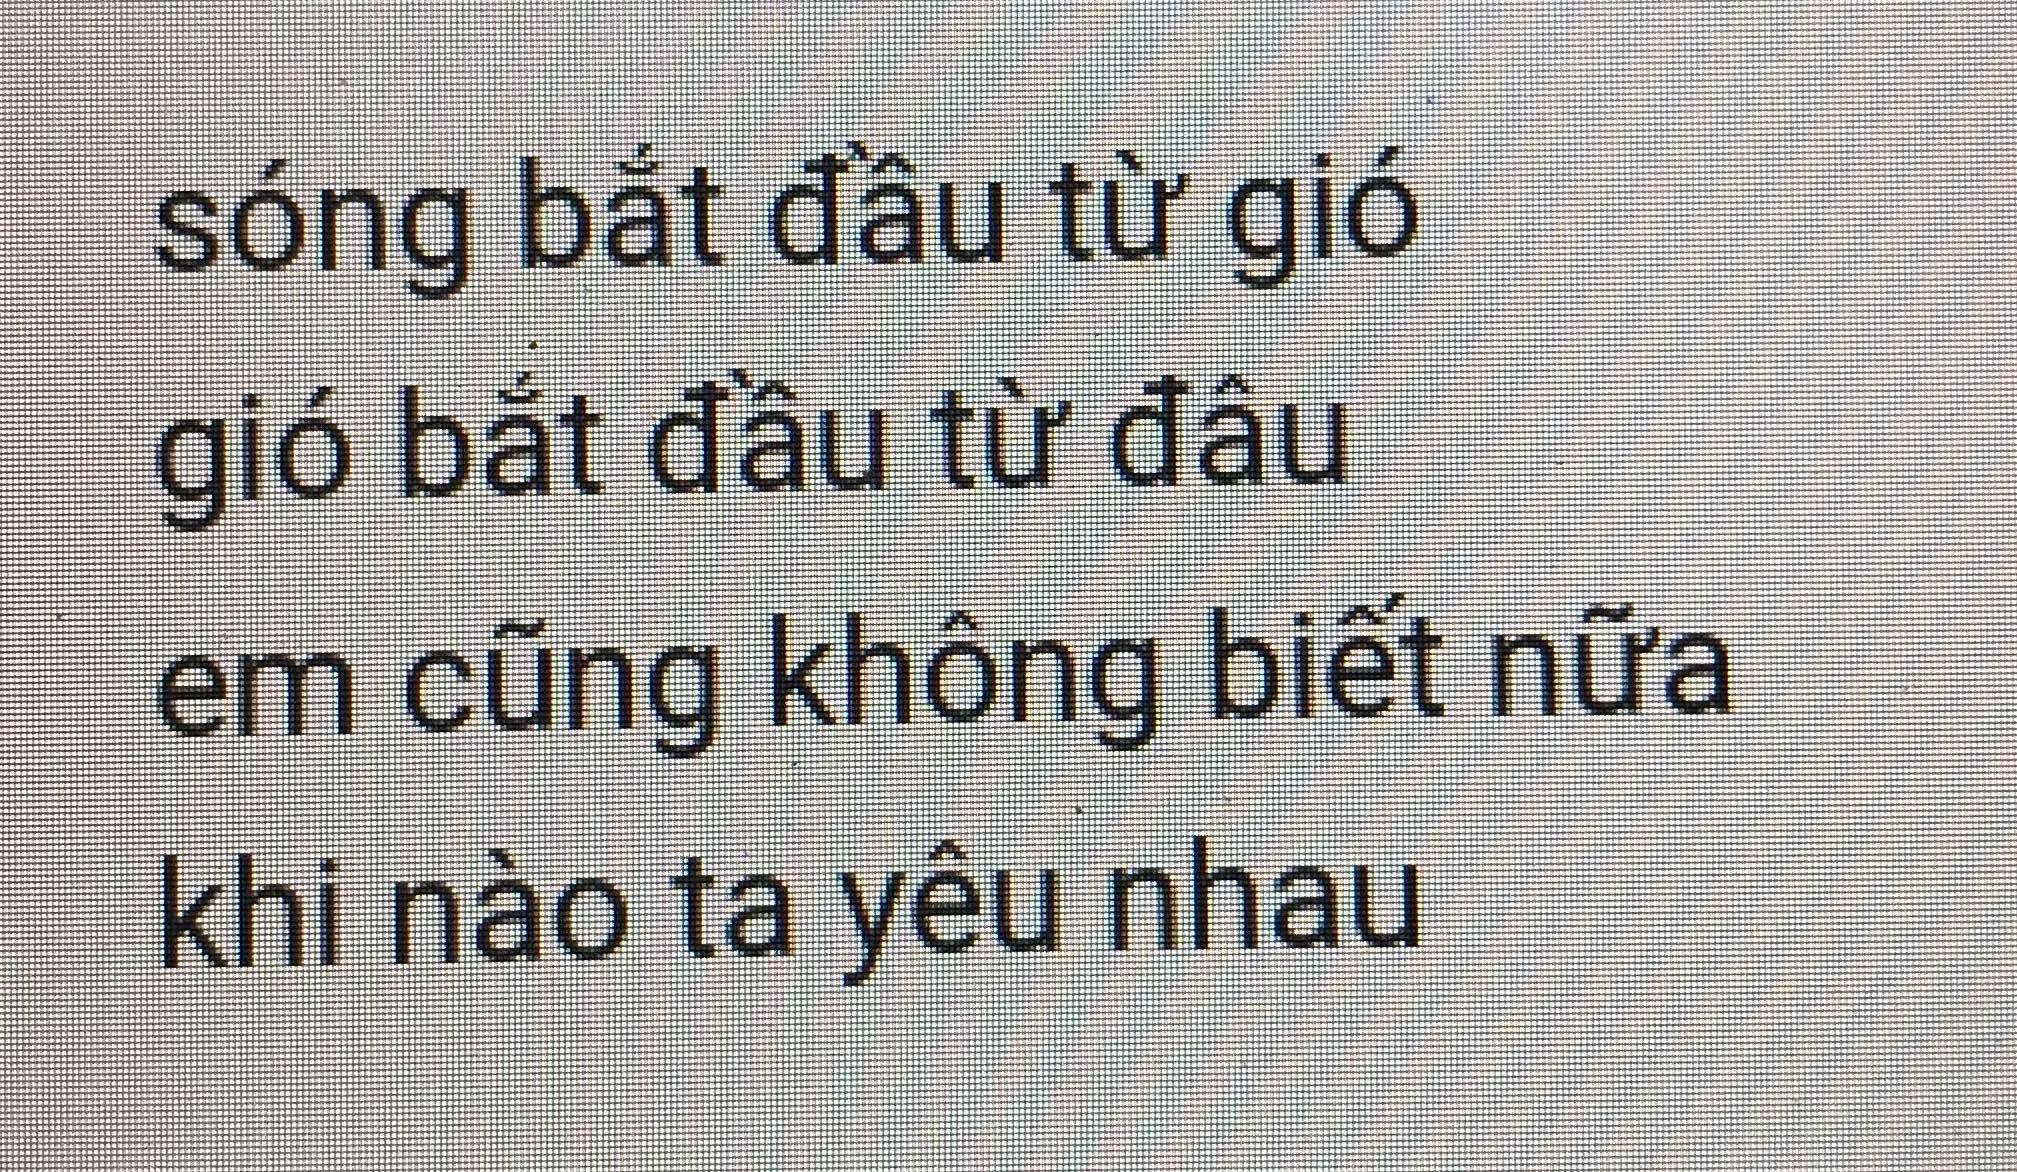 sóng bắt đầu từ gió
gió bắt đầu từ đâu
em cũng không biết nữa
khi nào ta yêu nhau